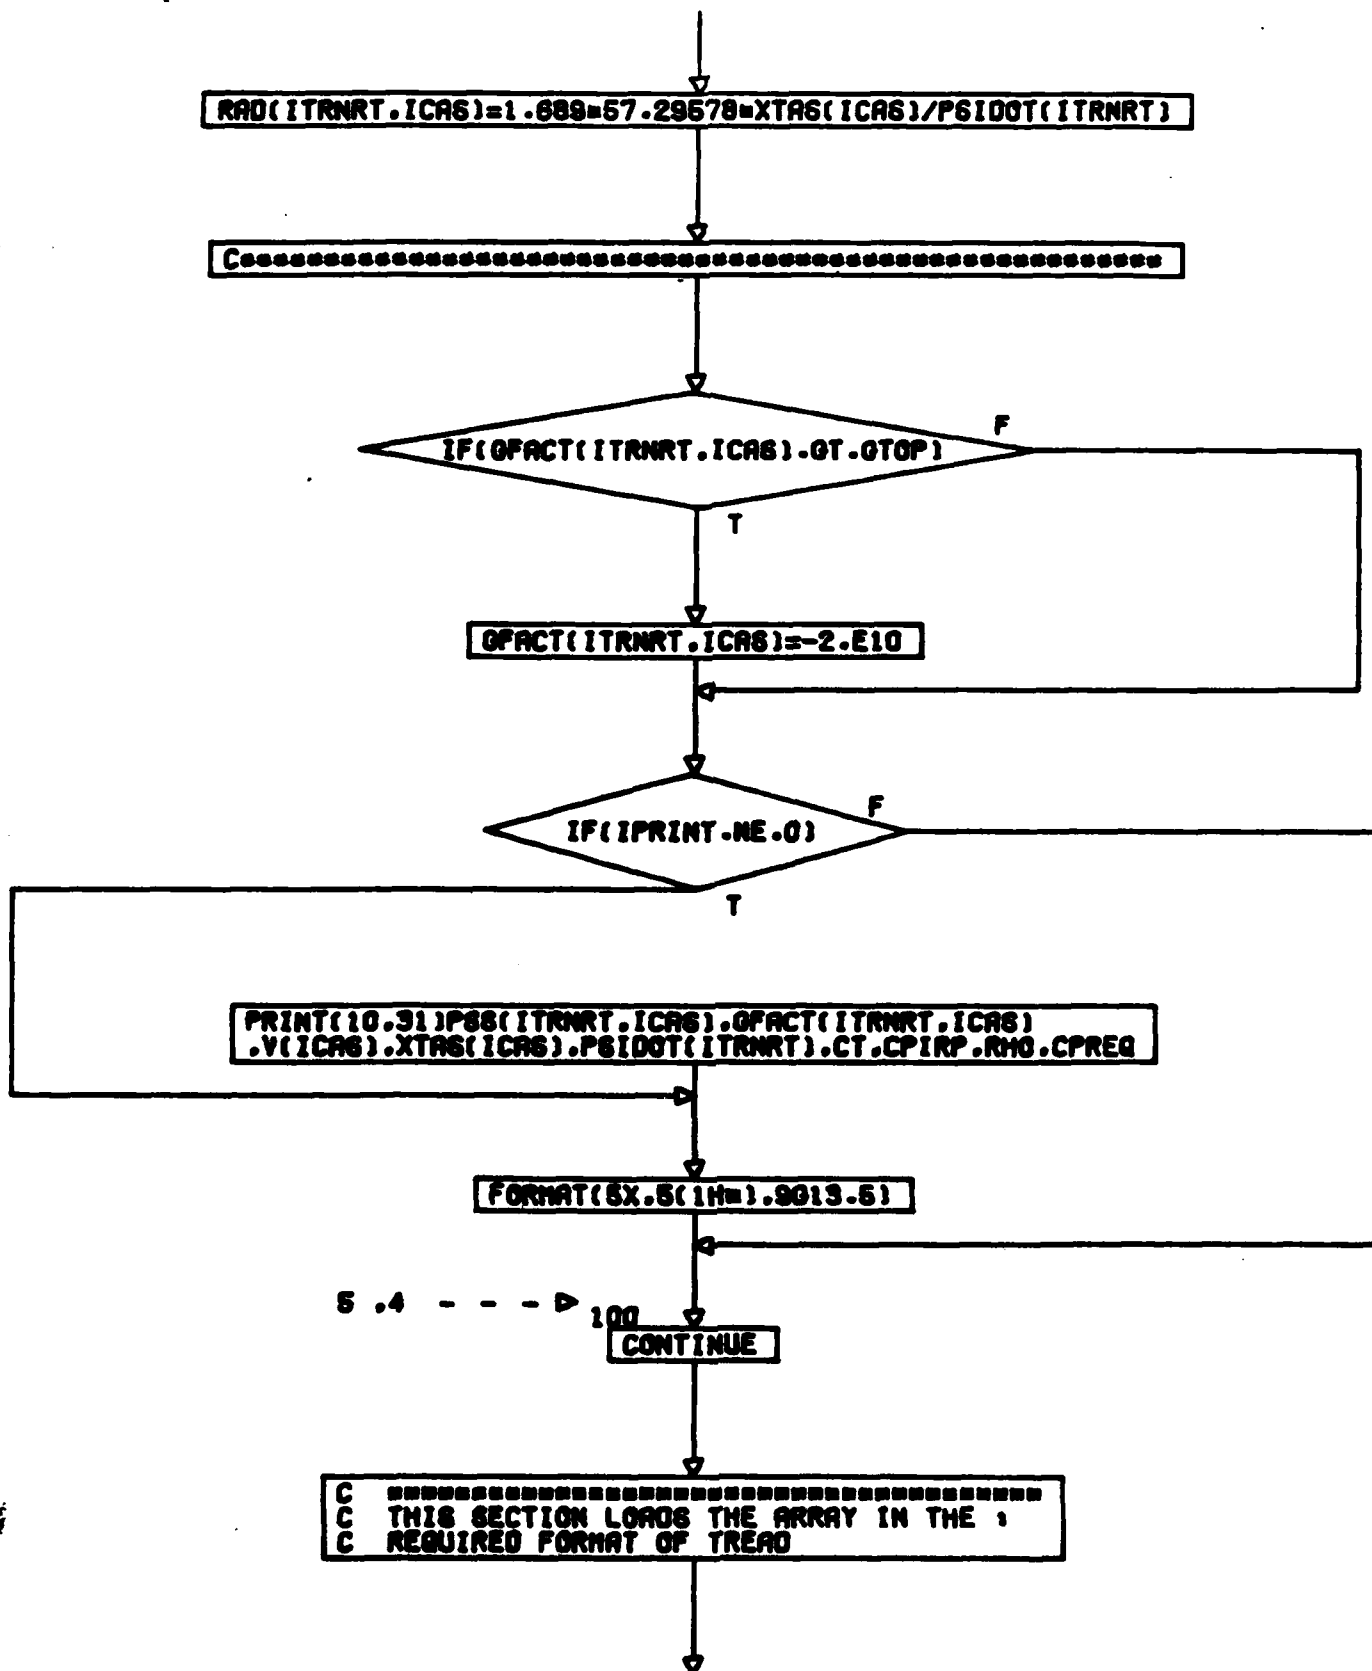 RAD(ITRNRT.ICAS)=1.689*57.29578*XTAS(ICAS)/PSIDOT(ITRNRT)
C*******************************************************
IF(GFACT(ITRNRT.ICAS).GT.GTOP)
F
T
GFACT(ITRNRT.ICAS)=-2.E10
IF(IPRINT.NE.0)
F
T
PRINT(10.31)PSS(ITRNRT.ICAS).GFACT(ITRNRT.ICAS)
.V(ICAS).XTAS(ICAS).PSIDOT(ITRNRT).CT.CPIRP.RHO.CPREQ
FORMAT(5X.5(1H*).9G13.5)
5 .4 - - -
100
CONTINUE
C ***************************************
C THIS SECTION LOADS THE ARRAY IN THE
C REQUIRED FORMAT OF TREAD